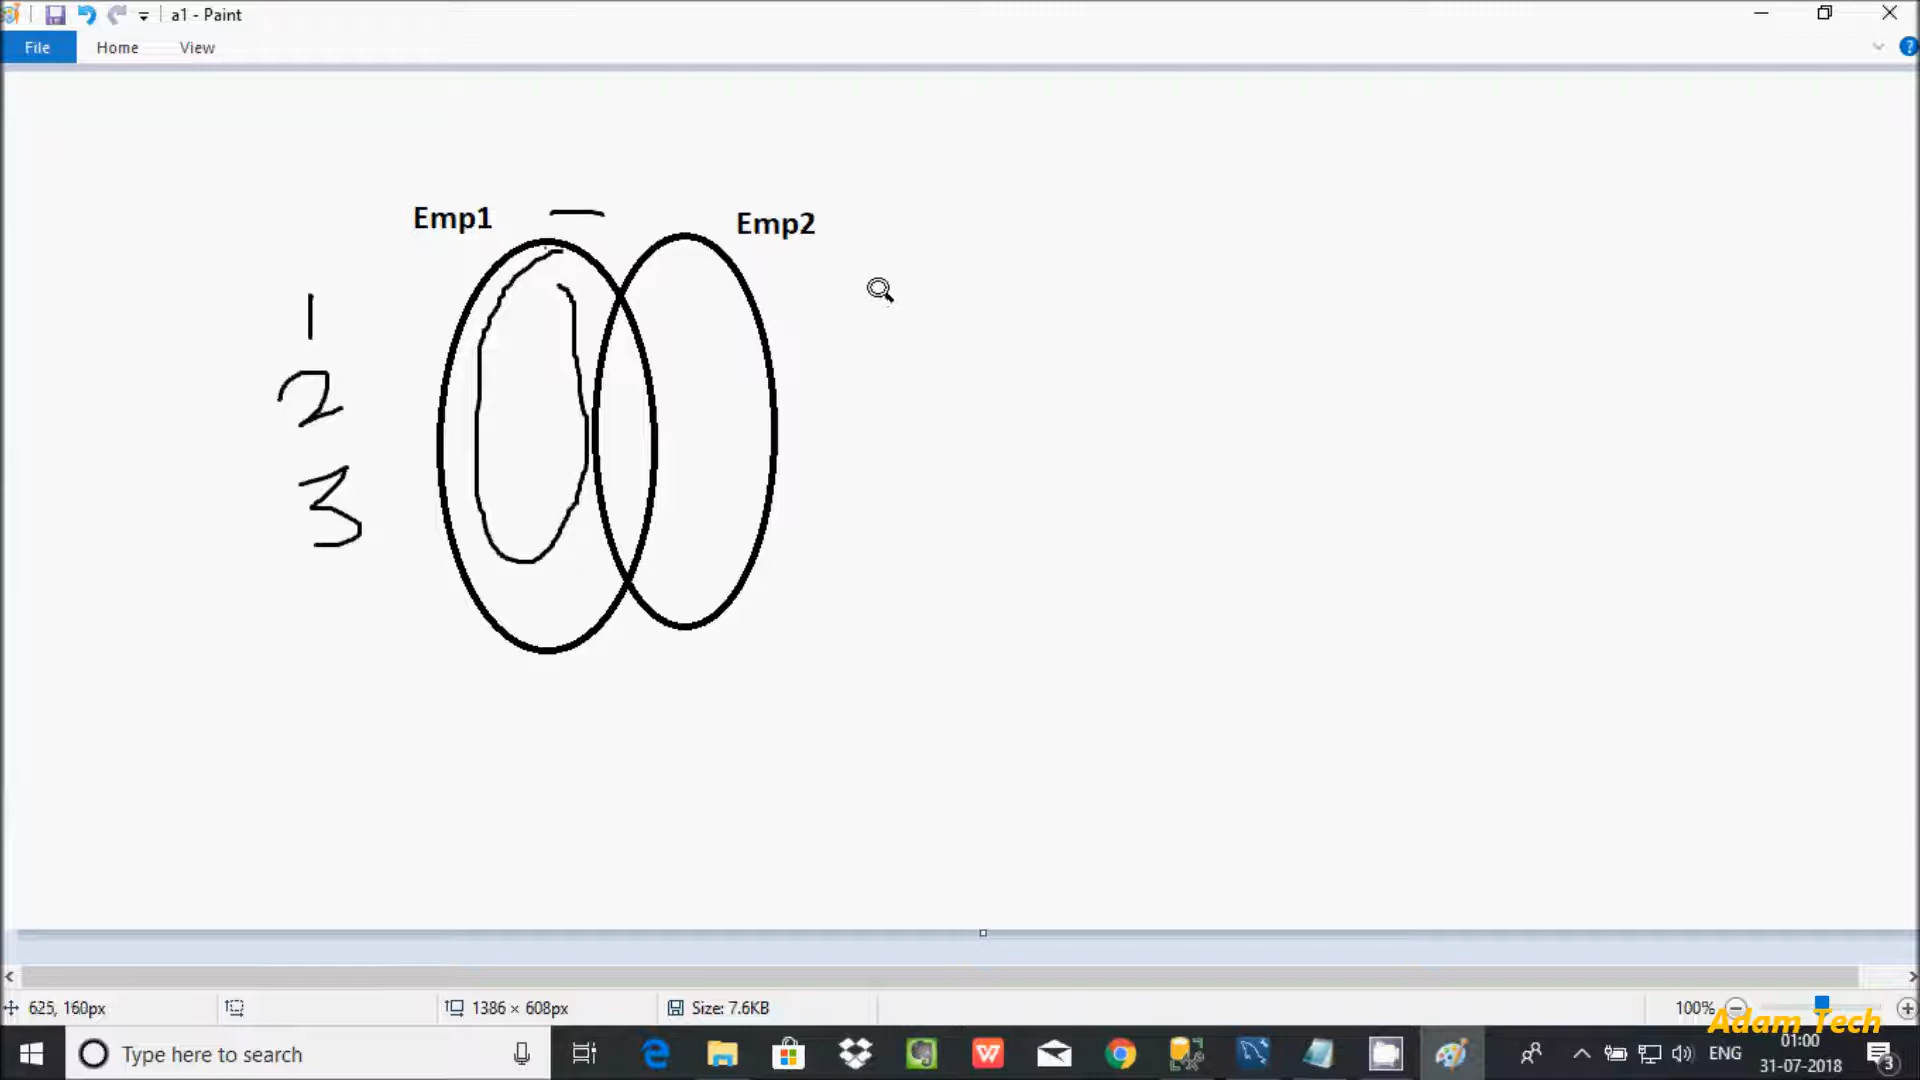 a1 - Paint
File Home View
Emp1 — Emp2
1
2
3
625, 160px 1386 × 608px Size: 7.6KB 100%
Adam Tech
Type here to search ENG 01:00
31-07-2018 3